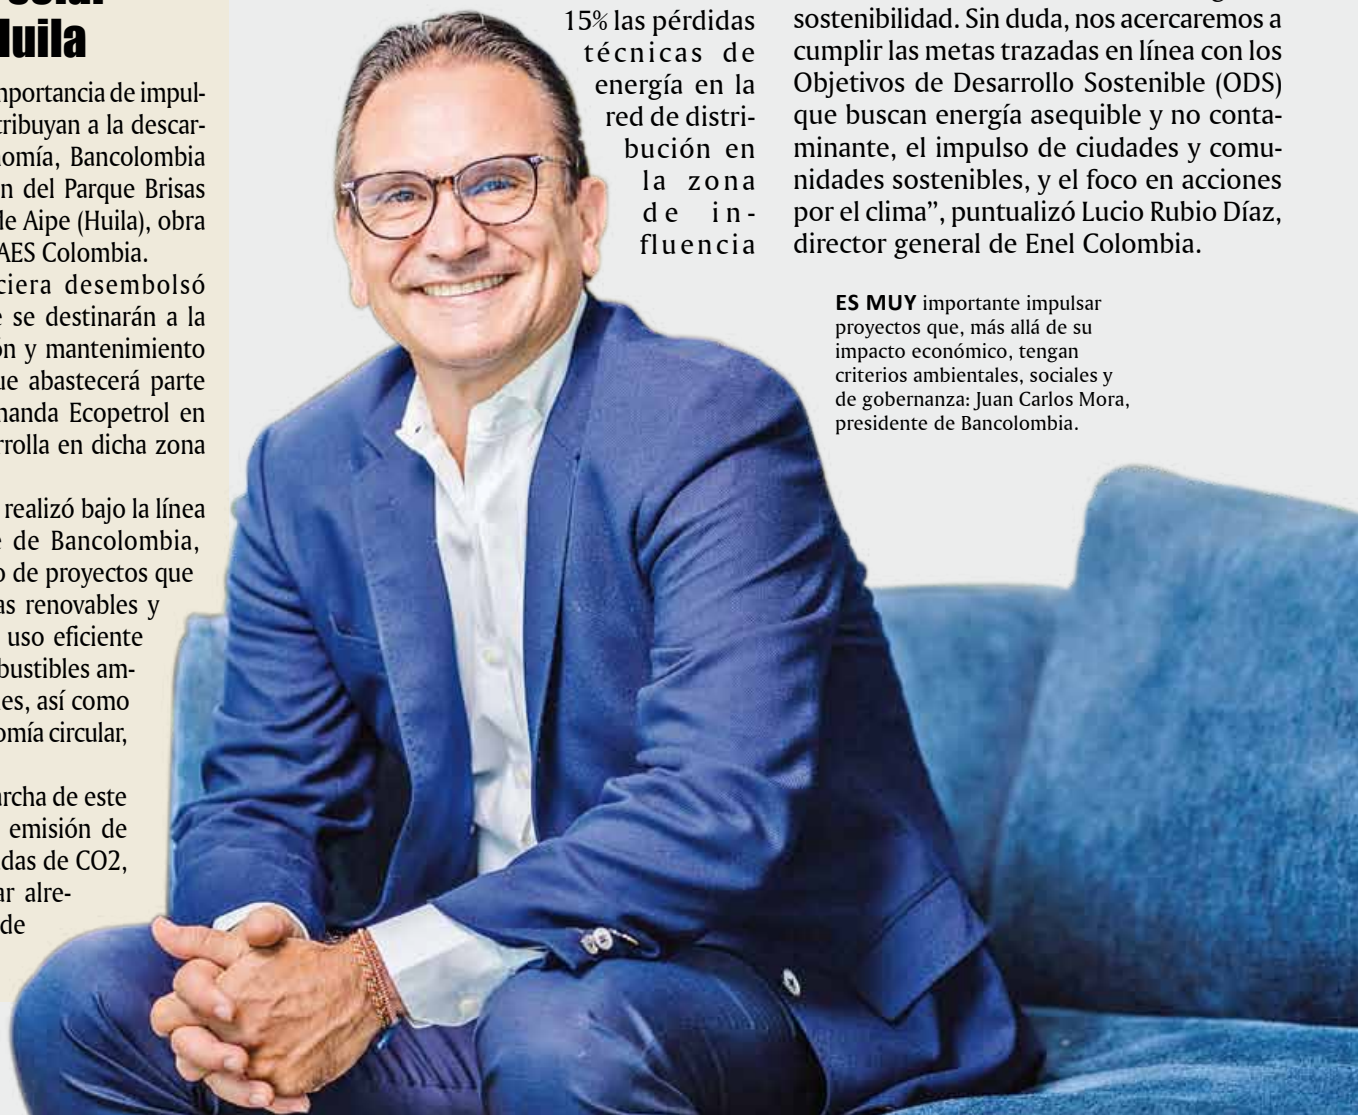 Huila
importancia de impul-
tribuyan a la descar-
nomía, Bancolombia
n del Parque Brisas
de Aipe (Huila), obra
AES Colombia.
ciera desembolsó
e se destinarán a la
ón y mantenimiento
que abastecerá parte
manda Ecopetrol en
rrolla en dicha zona
realizó bajo la línea
e de Bancolombia,
o de proyectos que
as renovables y
uso eficiente
bustibles am-
es, así como
omía circular,
archa de este
emisión de
adas de CO2,
ar alre-
de
15% las pérdidas
técnicas de
energía en la
red de distri-
bución en
la zona
de in-
fluencia
sostenibilidad. Sin duda, nos acercaremos a
cumplir las metas trazadas en línea con los
Objetivos de Desarrollo Sostenible (ODS)
que buscan energía asequible y no conta-
minante, el impulso de ciudades y comu-
nidades sostenibles, y el foco en acciones
por el clima”, puntualizó Lucio Rubio Díaz,
director general de Enel Colombia.
ES MUY importante impulsar
proyectos que, más allá de su
impacto económico, tengan
criterios ambientales, sociales y
de gobernanza: Juan Carlos Mora,
presidente de Bancolombia.